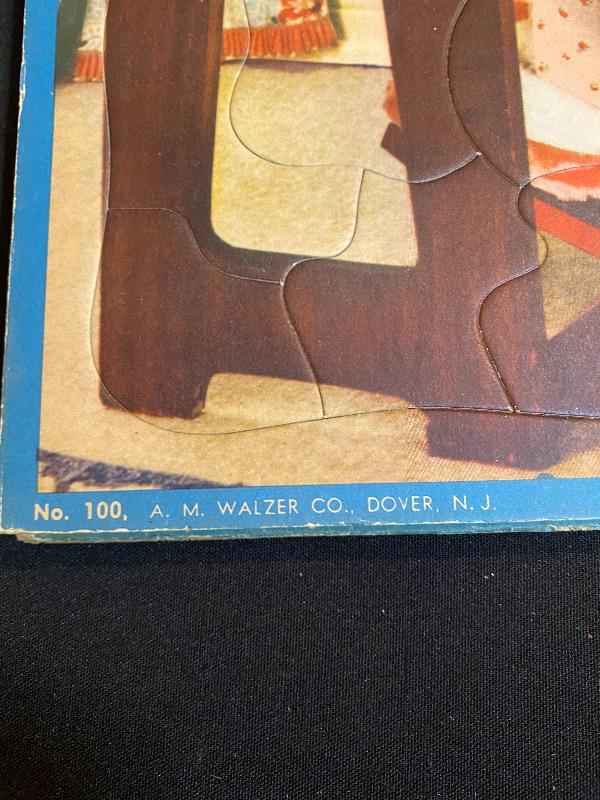 No. 100, A. M. WALZER CO., DOVER, N. J.